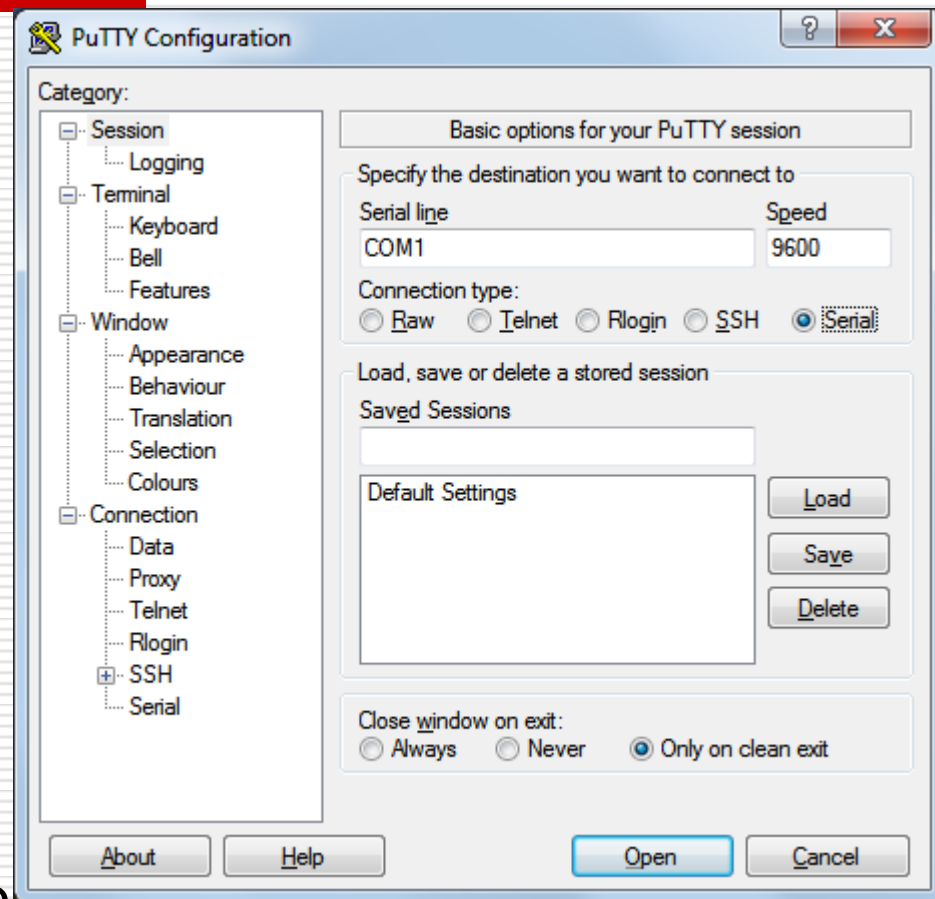 PuTTY Configuration
Category:
Session
Logging
Terminal
Keyboard
Bell
Features
Window
Appearance
Behaviour
Translation
Selection
Colours
Connection
Data
Proxy
Telnet
Rlogin
SSH
Serial
Basic options for your PuTTY session
Specify the destination you want to connect to
Serial line Speed
COM1 9600
Connection type:
Raw Telnet Rlogin SSH Serial
Load, save or delete a stored session
Saved Sessions
Default Settings
Load
Save
Delete
Close window on exit:
Always Never Only on clean exit
About Help Open Cancel